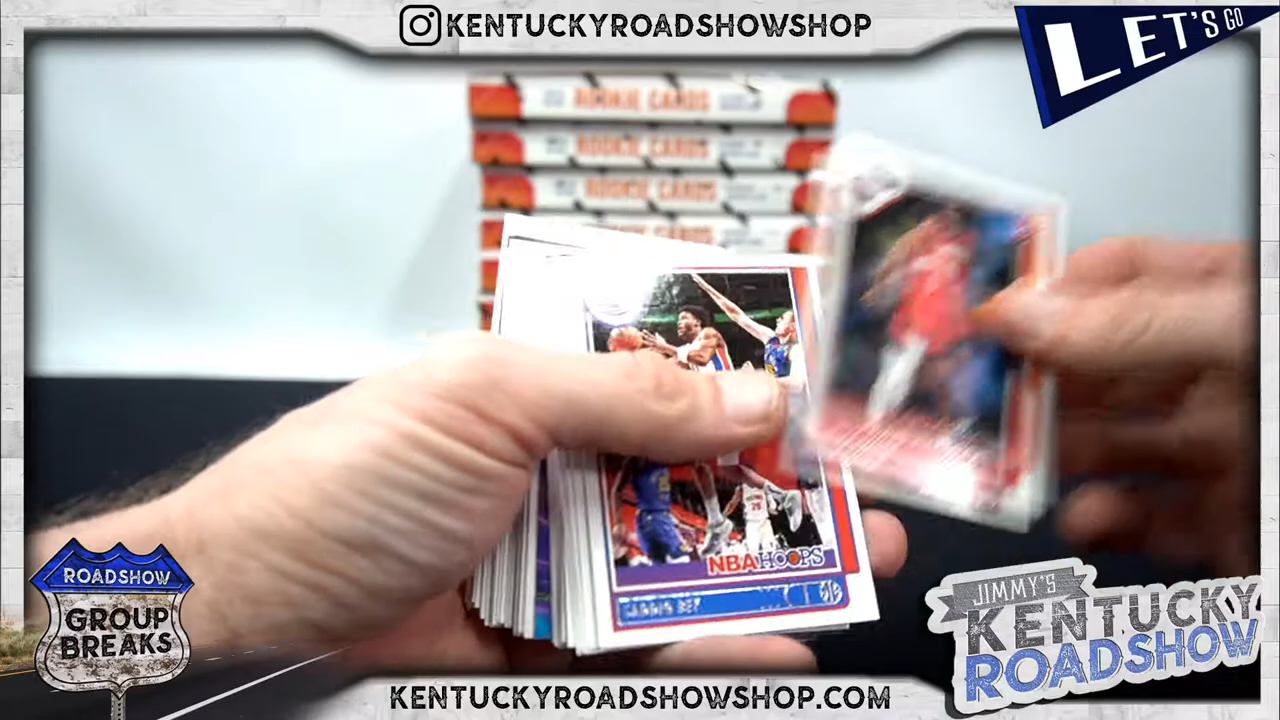 KENTUCKYROADSHOWSHOP
LET'S GO
ROOKIE CARDS
ROOKIE CARDS
ROOKIE CARDS
NBA HOOPS
ROADSHOW
GROUP
BREAKS
JIMMY'S
KENTUCKY
ROADSHOW
KENTUCKYROADSHOWSHOP.COM